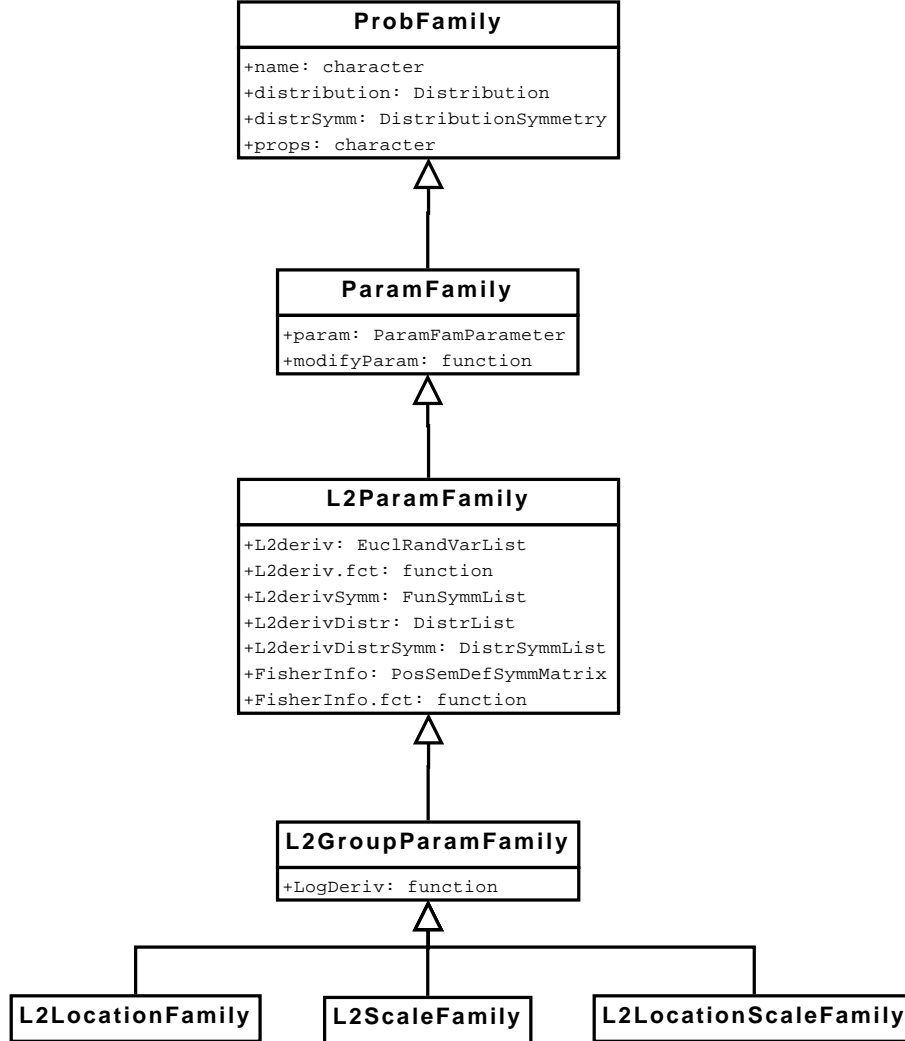 ProbFamily
+name: character
+distribution: Distribution
+distrSymm: DistributionSymmetry
+props: character
ParamFamily
+param: ParamFamParameter
+modifyParam: function
L2ParamFamily
+L2deriv: EuclRandVarList
+L2deriv.fct: function
+L2derivSymm: FunSymmList
+L2derivDistr: DistrList
+L2derivDistrSymm: DistrSymmList
+FisherInfo: PosSemDefSymmMatrix
+FisherInfo.fct: function
L2GroupParamFamily
+LogDeriv: function
L2LocationFamily
L2ScaleFamily
L2LocationScaleFamily